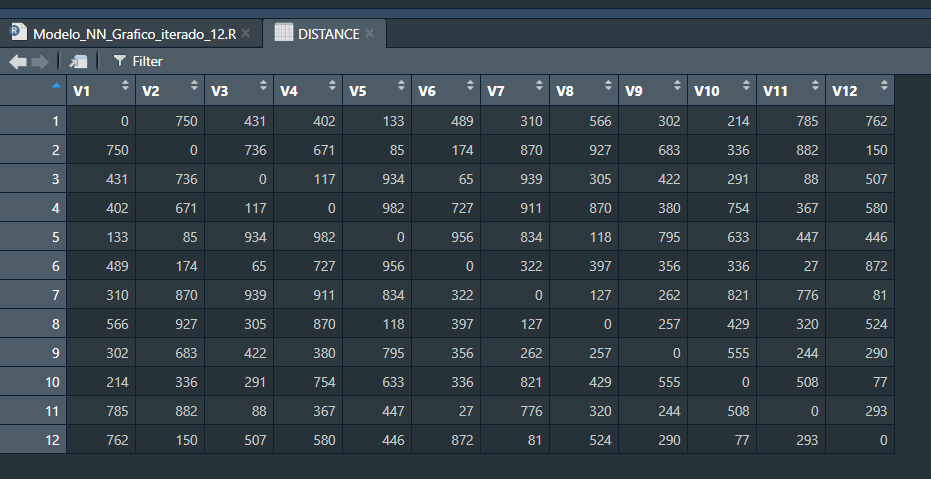 Modelo_NN_Grafico_iterado_12.R DISTANCE
Filter
V1 V2 V3 V4 V5 V6 V7 V8 V9 V10 V11 V12
1 0 750 431 402 133 489 310 566 302 214 785 762
2 750 0 736 671 85 174 870 927 683 336 882 150
3 431 736 0 117 934 65 939 305 422 291 88 507
4 402 671 117 0 982 727 911 870 380 754 367 580
5 133 85 934 982 0 956 834 118 795 633 447 446
6 489 174 65 727 956 0 322 397 356 336 27 872
7 310 870 939 911 834 322 0 127 262 821 776 81
8 566 927 305 870 118 397 127 0 257 429 320 524
9 302 683 422 380 795 356 262 257 0 555 244 290
10 214 336 291 754 633 336 821 429 555 0 508 77
11 785 882 88 367 447 27 776 320 244 508 0 293
12 762 150 507 580 446 872 81 524 290 77 293 0